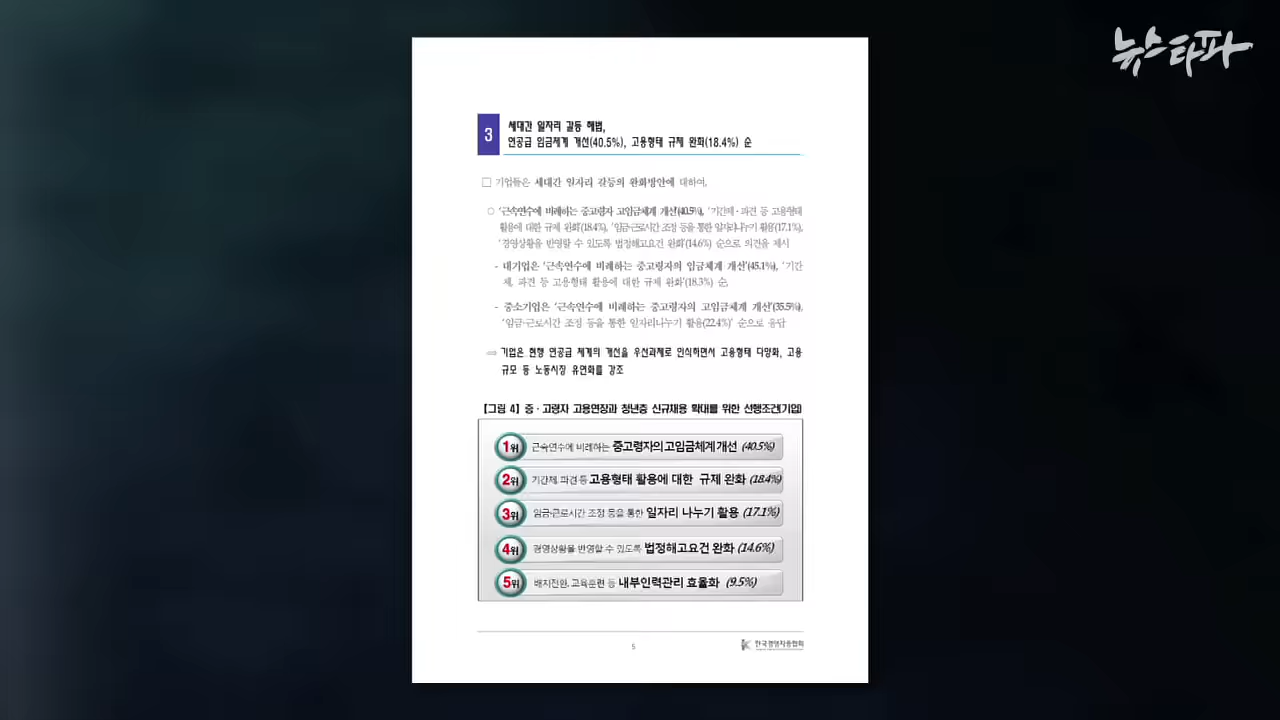 뉴스타파
3
세대간 일자리 갈등 해법,
연공급 임금체계 개선(40.5%), 고용형태 규제 완화(18.4%) 순
□ 기업들은 세대간 일자리 갈등의 완화방안에 대하여,
○ '근속연수에 비례하는 중고령자 고임금체계 개선'(40.5%), '기간제·파견 등 고용형태
활용에 대한 규제 완화'(18.4%), '임금·근로시간 조정 등을 통한 일자리나누기 활용'(17.1%),
'경영상황을 반영할 수 있도록 법정해고요건 완화'(14.6%) 순으로 의견을 제시
- 대기업은 '근속연수에 비례하는 중고령자의 임금체계 개선'(45.1%), '기간
제, 파견 등 고용형태 활용에 대한 규제 완화'(18.3%) 순,
- 중소기업은 '근속연수에 비례하는 중고령자의 고임금체계 개선'(35.5%),
'임금·근로시간 조정 등을 통한 일자리나누기 활용(22.4%)' 순으로 응답
⇒ 기업은 현행 연공급 체계의 개선을 우선과제로 인식하면서 고용형태 다양화, 고용
규모 등 노동시장 유연화를 강조
【그림 4】 중·고령자 고용연장과 청년층 신규채용 확대를 위한 선행조건(기업)
1위 근속연수에 비례하는 중고령자의 고임금체계 개선 (40.5%)
2위 기간제, 파견 등 고용형태 활용에 대한 규제 완화 (18.4%)
3위 임금·근로시간 조정 등을 통한 일자리 나누기 활용 (17.1%)
4위 경영상황을 반영할 수 있도록 법정해고요건 완화 (14.6%)
5위 배치전환, 교육훈련 등 내부인력관리 효율화 (9.5%)
5
한국경영자총협회